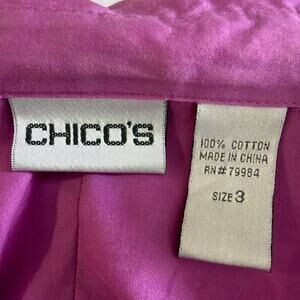 CHICO'S
100% COTTON
MADE IN CHINA
RN# 79984
SIZE 3